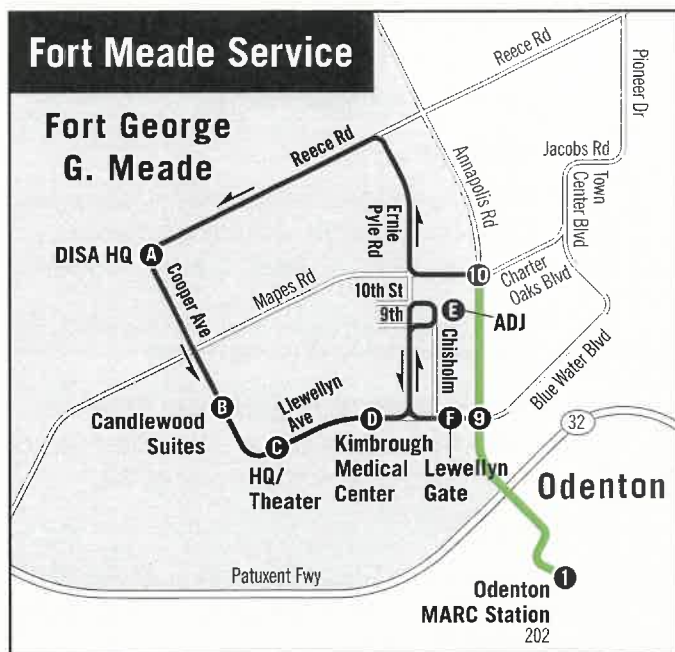 Fort Meade Service
Fort George
G. Meade
Reece Rd
Pioneer Dr
Reece Rd
Annapolis Rd
Jacobs Rd
Town
Center Blvd
Ernie
Pyle Rd
DISA HQ A
Cooper Ave
Mapes Rd
10
Charter
Oaks Blvd
10th St
9th
E
ADJ
Chisholm
Blue Water Blvd
B
Candlewood
Suites
Llewellyn
Ave
C
HQ/
Theater
D
Kimbrough
Medical
Center
F
Lewellyn
Gate
9
32
Odenton
Patuxent Fwy
1
Odenton
MARC Station
202